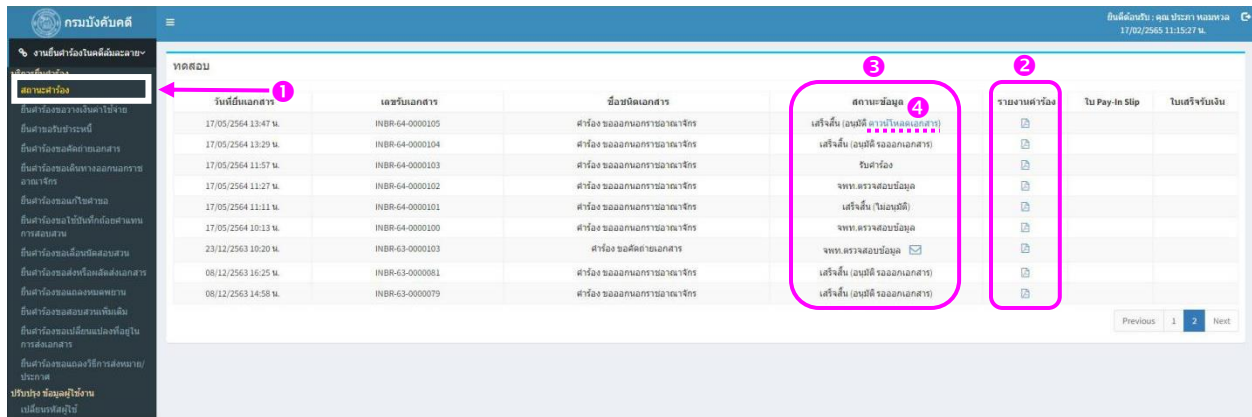 กรมบังคับคดี
ยินดีต้อนรับ : คุณ ประภา หอมหวล
17/02/2565 11:15:27 น.
งานยื่นคำร้องในคดีล้มละลาย
บริการยื่นคำร้อง
สถานะคำร้อง
ยื่นคำร้องขอวางเงินค่าใช้จ่าย
ยื่นคำขอรับชำระหนี้
ยื่นคำร้องขอคัดถ่ายเอกสาร
ยื่นคำร้องขอเดินทางออกนอกราช
อาณาจักร
ยื่นคำร้องขอแก้ไขคำขอ
ยื่นคำร้องขอใช้บันทึกถ้อยคำแทน
การสอบสวน
ยื่นคำร้องขอเลื่อนนัดสอบสวน
ยื่นคำร้องขอส่งหรือผลัดส่งเอกสาร
ยื่นคำร้องขอแถลงหมดพยาน
ยื่นคำร้องขอสอบสวนเพิ่มเติม
ยื่นคำร้องขอเปลี่ยนแปลงที่อยู่ใน
การส่งเอกสาร
ยื่นคำร้องขอแถลงวิธีการส่งหมาย/
ประกาศ
ปรับปรุง ข้อมูลผู้ใช้งาน
เปลี่ยนรหัสผู้ใช้
ทดสอบ
1
3
2
4
วันที่ยื่นเอกสาร เลขรับเอกสาร ชื่อชนิดเอกสาร สถานะข้อมูล รายงานคำร้อง ใบ Pay-In Slip ใบเสร็จรับเงิน
17/05/2564 13:47 น. INBR-64-0000105 คำร้อง ขอออกนอกราชอาณาจักร เสร็จสิ้น (อนุมัติ ดาวน์โหลดเอกสาร)
17/05/2564 13:29 น. INBR-64-0000104 คำร้อง ขอออกนอกราชอาณาจักร เสร็จสิ้น (อนุมัติ รอออกเอกสาร)
17/05/2564 11:57 น. INBR-64-0000103 คำร้อง ขอออกนอกราชอาณาจักร รับคำร้อง
17/05/2564 11:27 น. INBR-64-0000102 คำร้อง ขอออกนอกราชอาณาจักร จพท.ตรวจสอบข้อมูล
17/05/2564 11:11 น. INBR-64-0000101 คำร้อง ขอออกนอกราชอาณาจักร เสร็จสิ้น (ไม่อนุมัติ)
17/05/2564 10:13 น. INBR-64-0000100 คำร้อง ขอออกนอกราชอาณาจักร จพท.ตรวจสอบข้อมูล
23/12/2563 10:20 น. INBR-63-0000103 คำร้อง ขอคัดถ่ายเอกสาร จพท.ตรวจสอบข้อมูล
08/12/2563 16:25 น. INBR-63-0000081 คำร้อง ขอออกนอกราชอาณาจักร เสร็จสิ้น (อนุมัติ รอออกเอกสาร)
08/12/2563 14:58 น. INBR-63-0000079 คำร้อง ขอออกนอกราชอาณาจักร เสร็จสิ้น (อนุมัติ รอออกเอกสาร)
Previous 1 2 Next